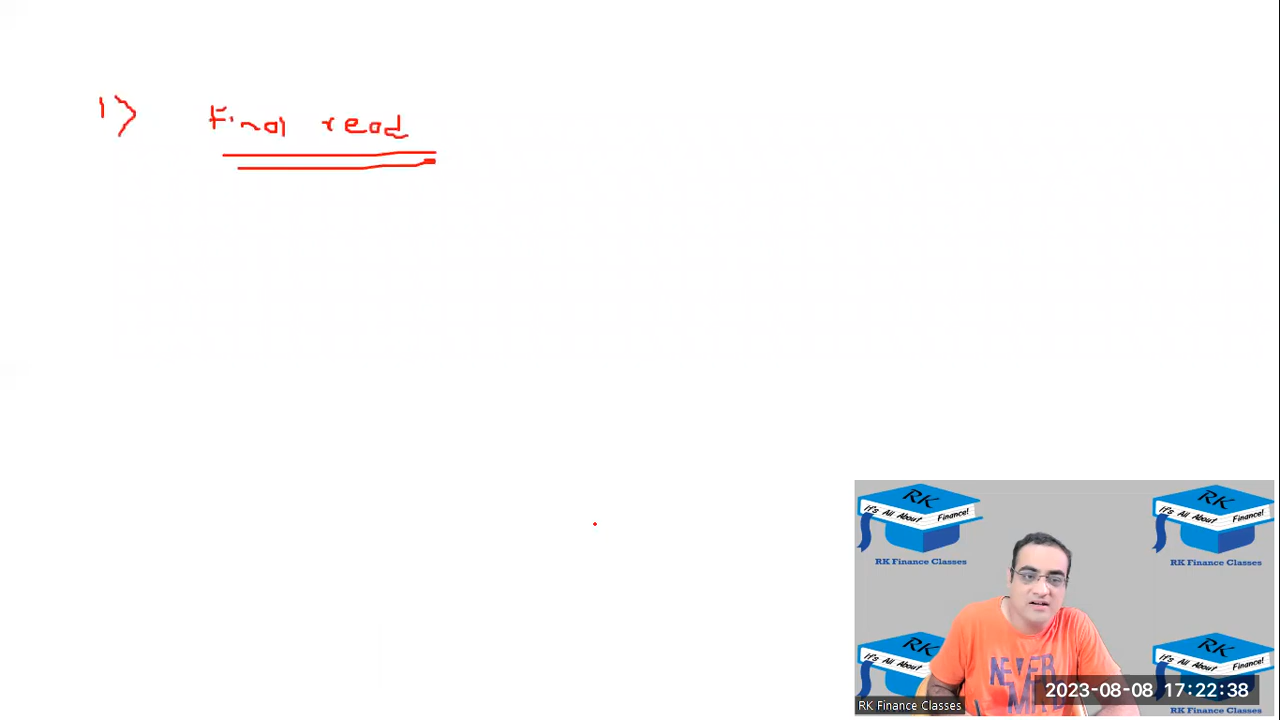 1) Final read
RK
It's All About Finance!
RK Finance Classes
RK
It's All About Finance!
RK Finance Classes
RK
It's All About
RK
It's All About Finance!
RK Finance Classes
NEVER
2023-08-08 17:22:38
RK Finance Classes